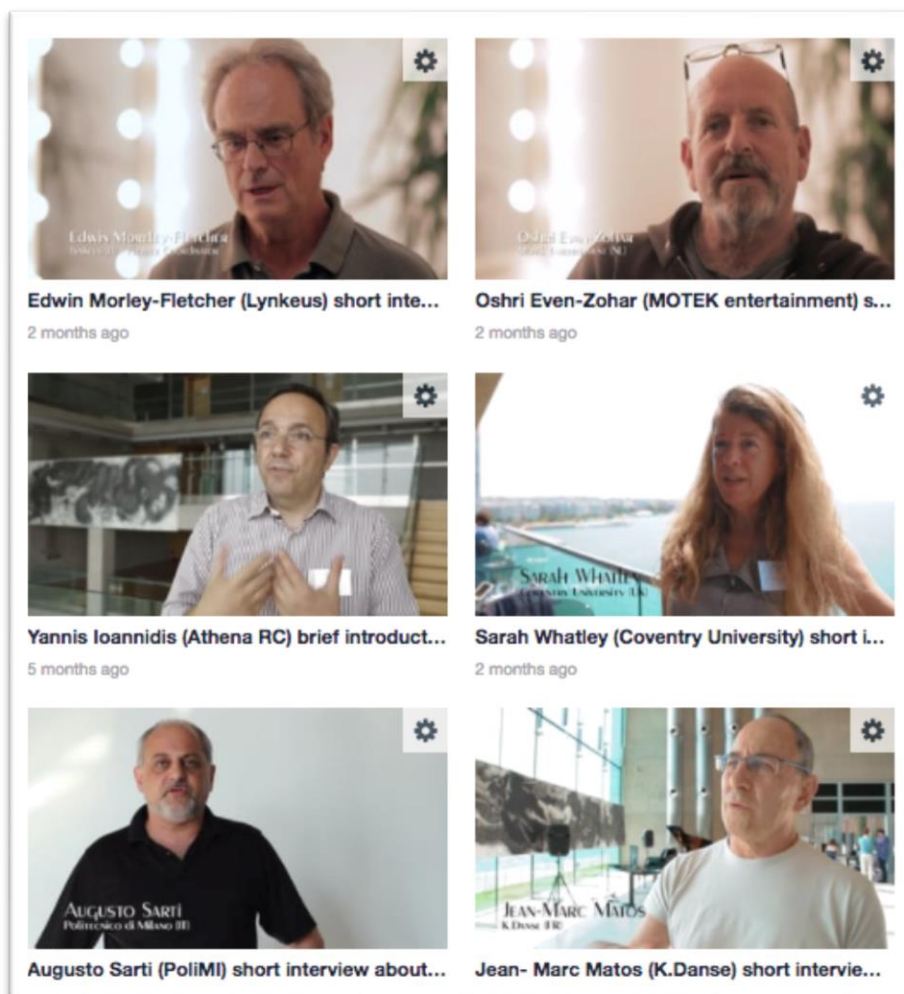 Edwin Morley-Fletcher
Oshri Even-Zohar
Edwin Morley-Fletcher (Lynkeus) short inte...
Oshri Even-Zohar (MOTEK entertainment) s...
2 months ago
2 months ago
Sarah Whatley
Coventry University (UK)
Yannis Ioannidis (Athena RC) brief introduct...
Sarah Whatley (Coventry University) short i...
5 months ago
2 months ago
Augusto Sarti
Politecnico di Milano (IT)
Jean-Marc Matos
K.Danse (FR)
Augusto Sarti (PoliMI) short interview about...
Jean- Marc Matos (K.Danse) short intervie...